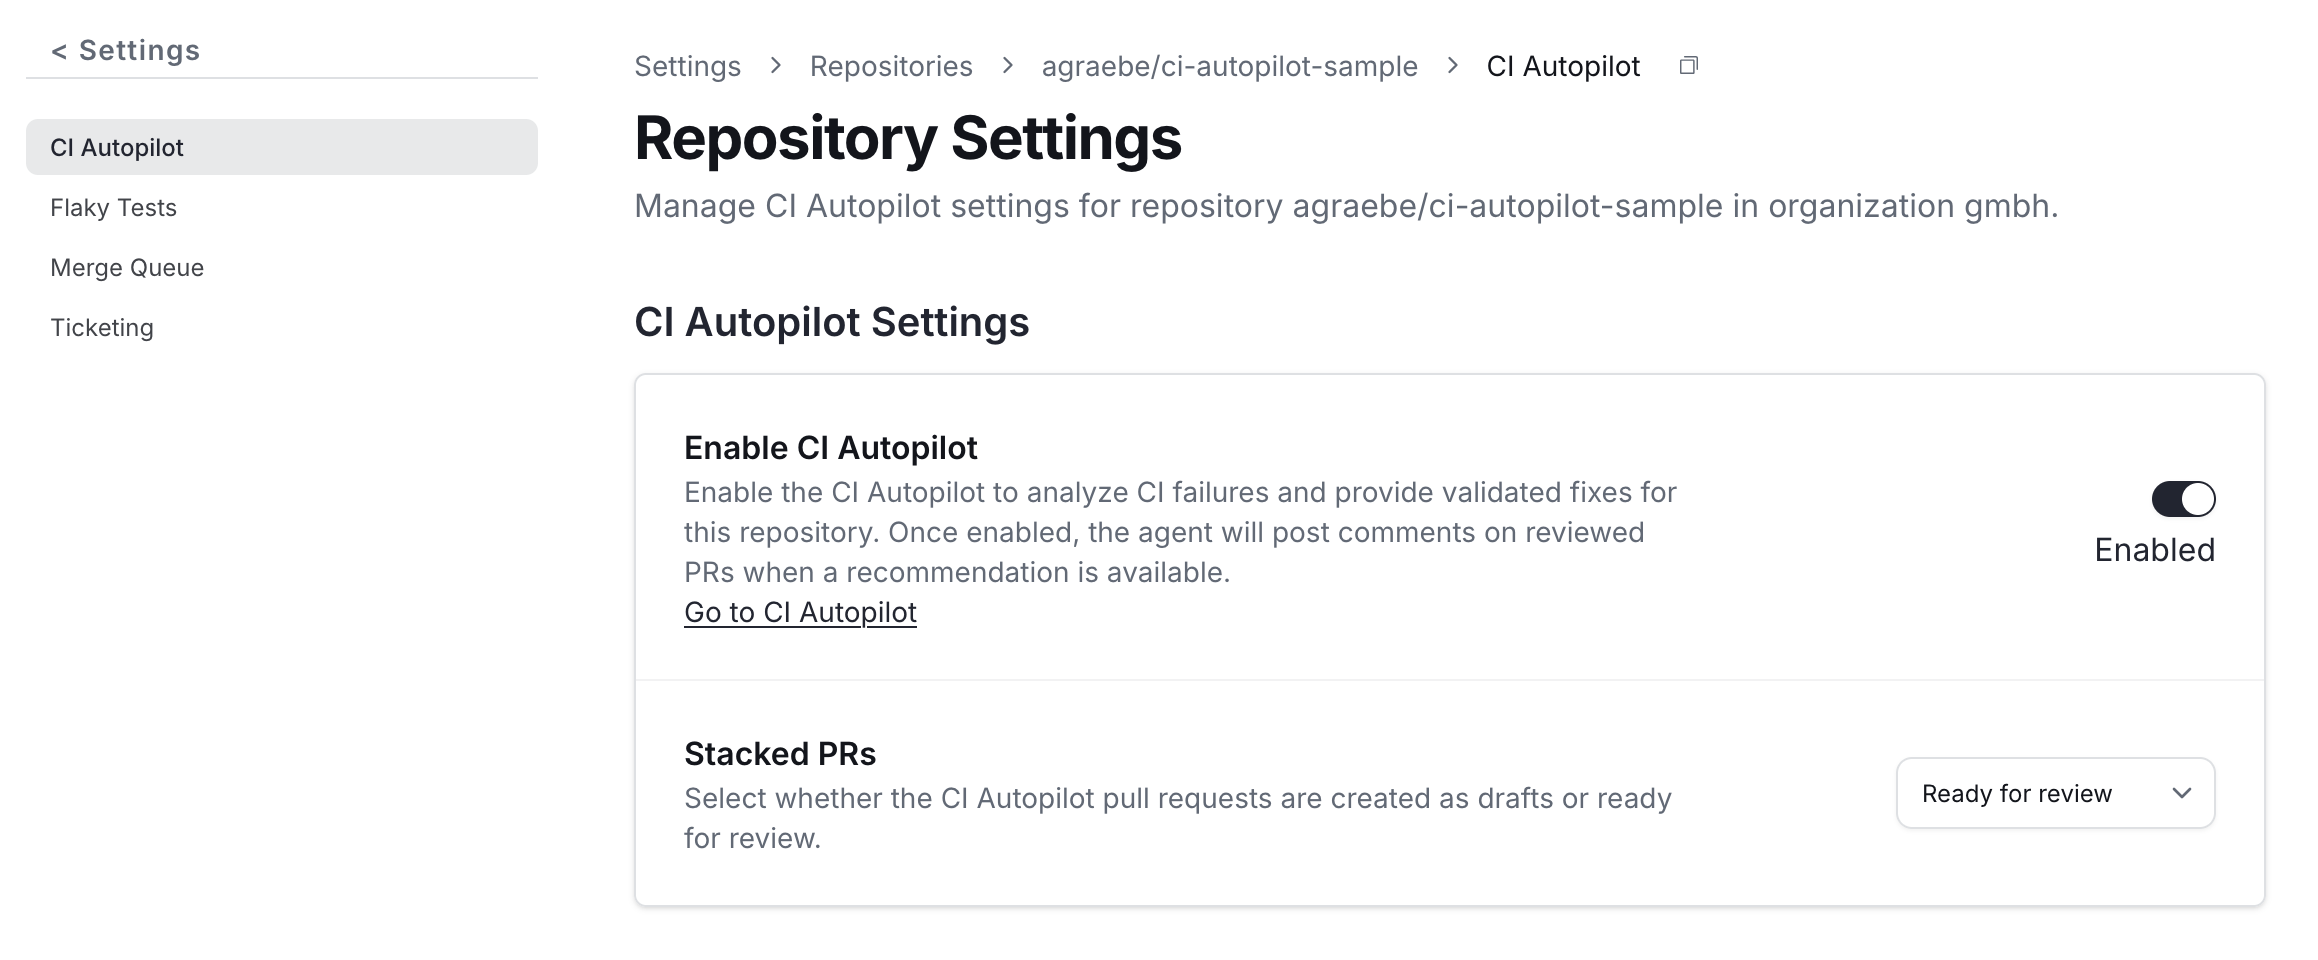 < Settings
CI Autopilot
Flaky Tests
Merge Queue
Ticketing
Settings > Repositories > agraebe/ci-autopilot-sample > CI Autopilot
Repository Settings
Manage CI Autopilot settings for repository agraebe/ci-autopilot-sample in organization gmbh.
CI Autopilot Settings
Enable CI Autopilot
Enable the CI Autopilot to analyze CI failures and provide validated fixes for
this repository. Once enabled, the agent will post comments on reviewed
PRs when a recommendation is available.
Go to CI Autopilot
Enabled
Stacked PRs
Select whether the CI Autopilot pull requests are created as drafts or ready
for review.
Ready for review